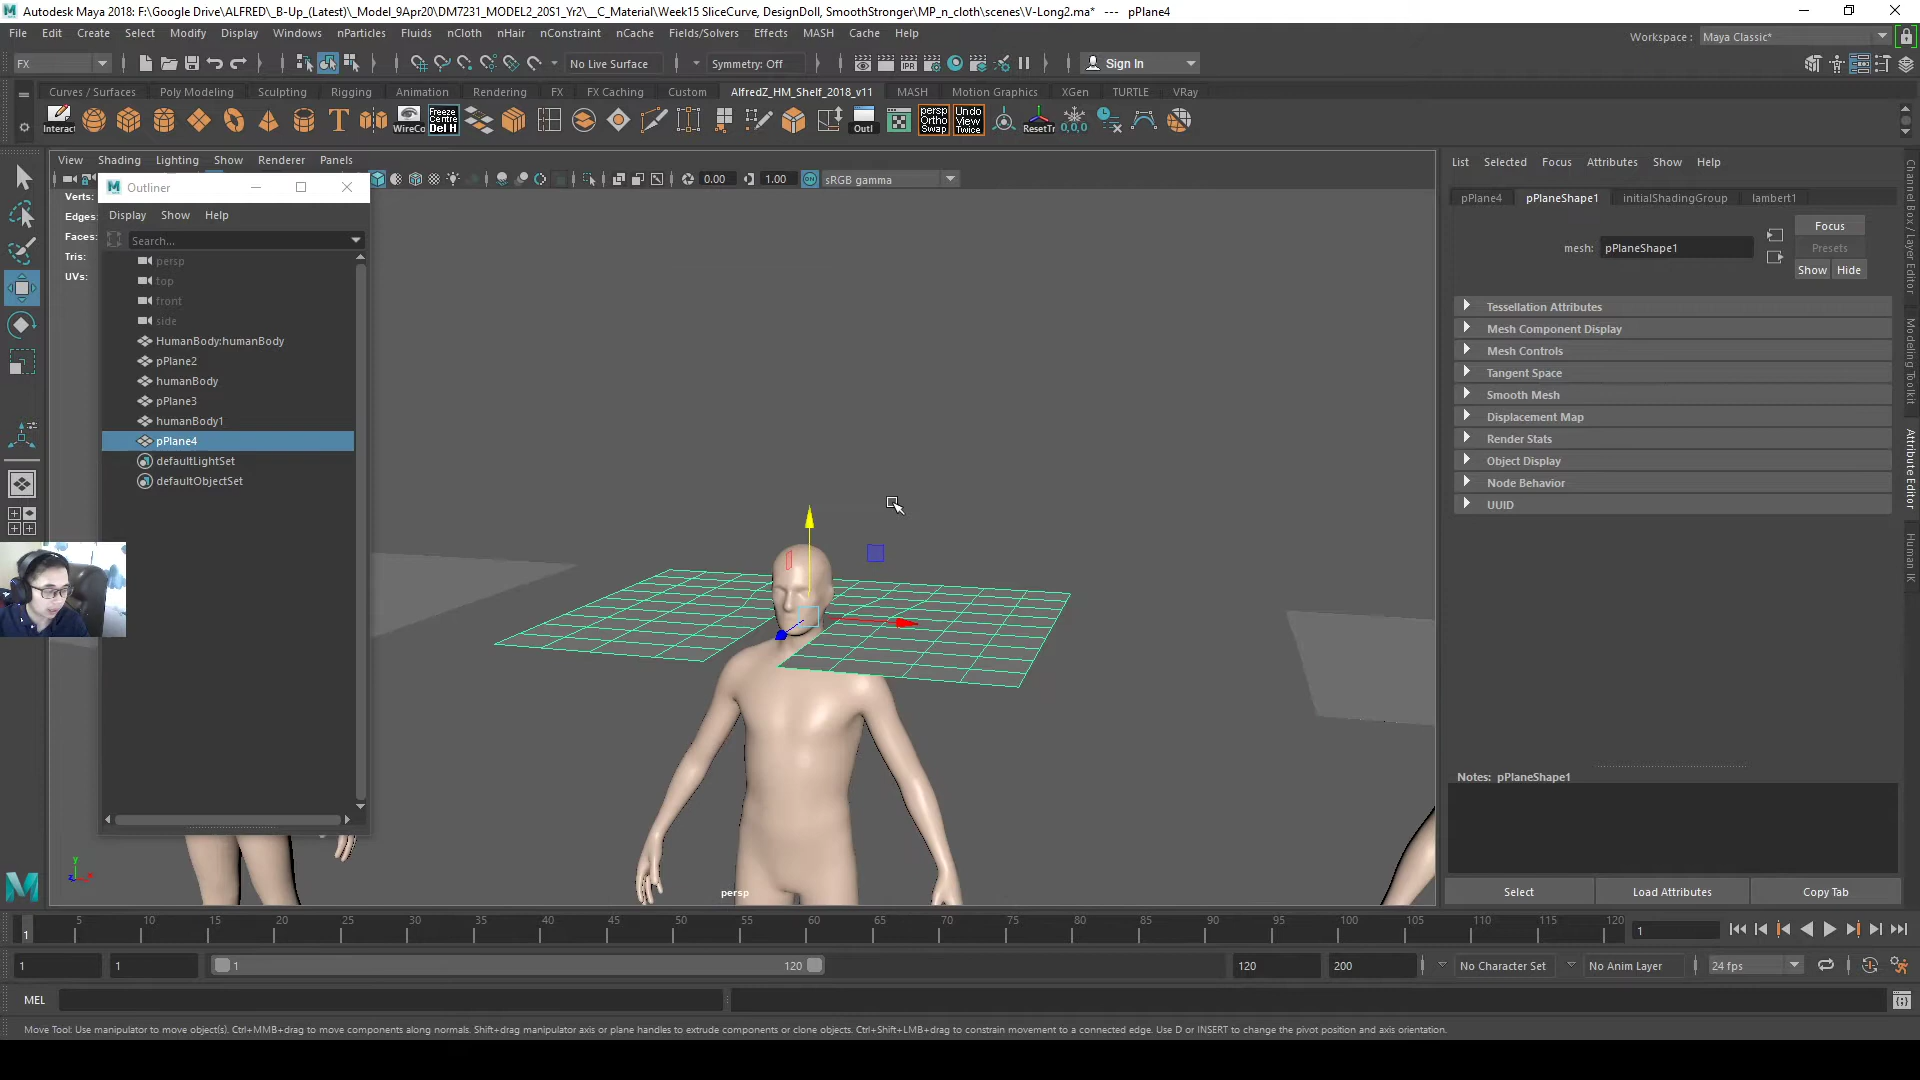 Autodesk Maya 2018: F:\Google Drive\ALFRED\_B-Up_(Latest)\_Model_9Apr20\DM7231_MODEL2_20S1_Yr2\__C_Material\Week15 SliceCurve, DesignDoll, SmoothStronger\MP_n_cloth\scenes\V-Long2.ma* --- pPlane4
File Edit Create Select Modify Display Windows nParticles Fluids nCloth nHair nConstraint nCache Fields/Solvers Effects MASH Cache Help
Workspace : Maya Classic*
FX No Live Surface Symmetry: Off IPR Sign In
Curves / Surfaces Poly Modeling Sculpting Rigging Animation Rendering FX FX Caching Custom AlfredZ_HM_Shelf_2018_v11 MASH Motion Graphics XGen TURTLE VRay
Interact WireCo Freeze Centre Del H Outl persp Ortho Swap Undo View Twice ResetTr 0,0,0
View Shading Lighting Show Renderer Panels
0.00 1.00 sRGB gamma
Verts:
Edges:
Faces:
Tris:
UVs:
Outliner
Display Show Help
Search...
persp
top
front
side
HumanBody:humanBody
pPlane2
humanBody
pPlane3
humanBody1
pPlane4
defaultLightSet
defaultObjectSet
persp
y
List Selected Focus Attributes Show Help
pPlane4 pPlaneShape1 initialShadingGroup lambert1
mesh: pPlaneShape1
Focus
Presets
Show Hide
Tessellation Attributes
Mesh Component Display
Mesh Controls
Tangent Space
Smooth Mesh
Displacement Map
Render Stats
Object Display
Node Behavior
UUID
Notes: pPlaneShape1
Select Load Attributes Copy Tab
Channel Box / Layer Editor
Modeling Toolkit
Attribute Editor
Human IK
1 5 10 15 20 25 30 35 40 45 50 55 60 65 70 75 80 85 90 95 100 105 110 115 120
1
1 1 1 120 120 200 No Character Set No Anim Layer 24 fps
MEL
Move Tool: Use manipulator to move object(s). Ctrl+MMB+drag to move components along normals. Shift+drag manipulator axis or plane handles to extrude components or clone objects. Ctrl+Shift+LMB+drag to constrain movement to a connected edge. Use D or INSERT to change the pivot position and axis orientation.